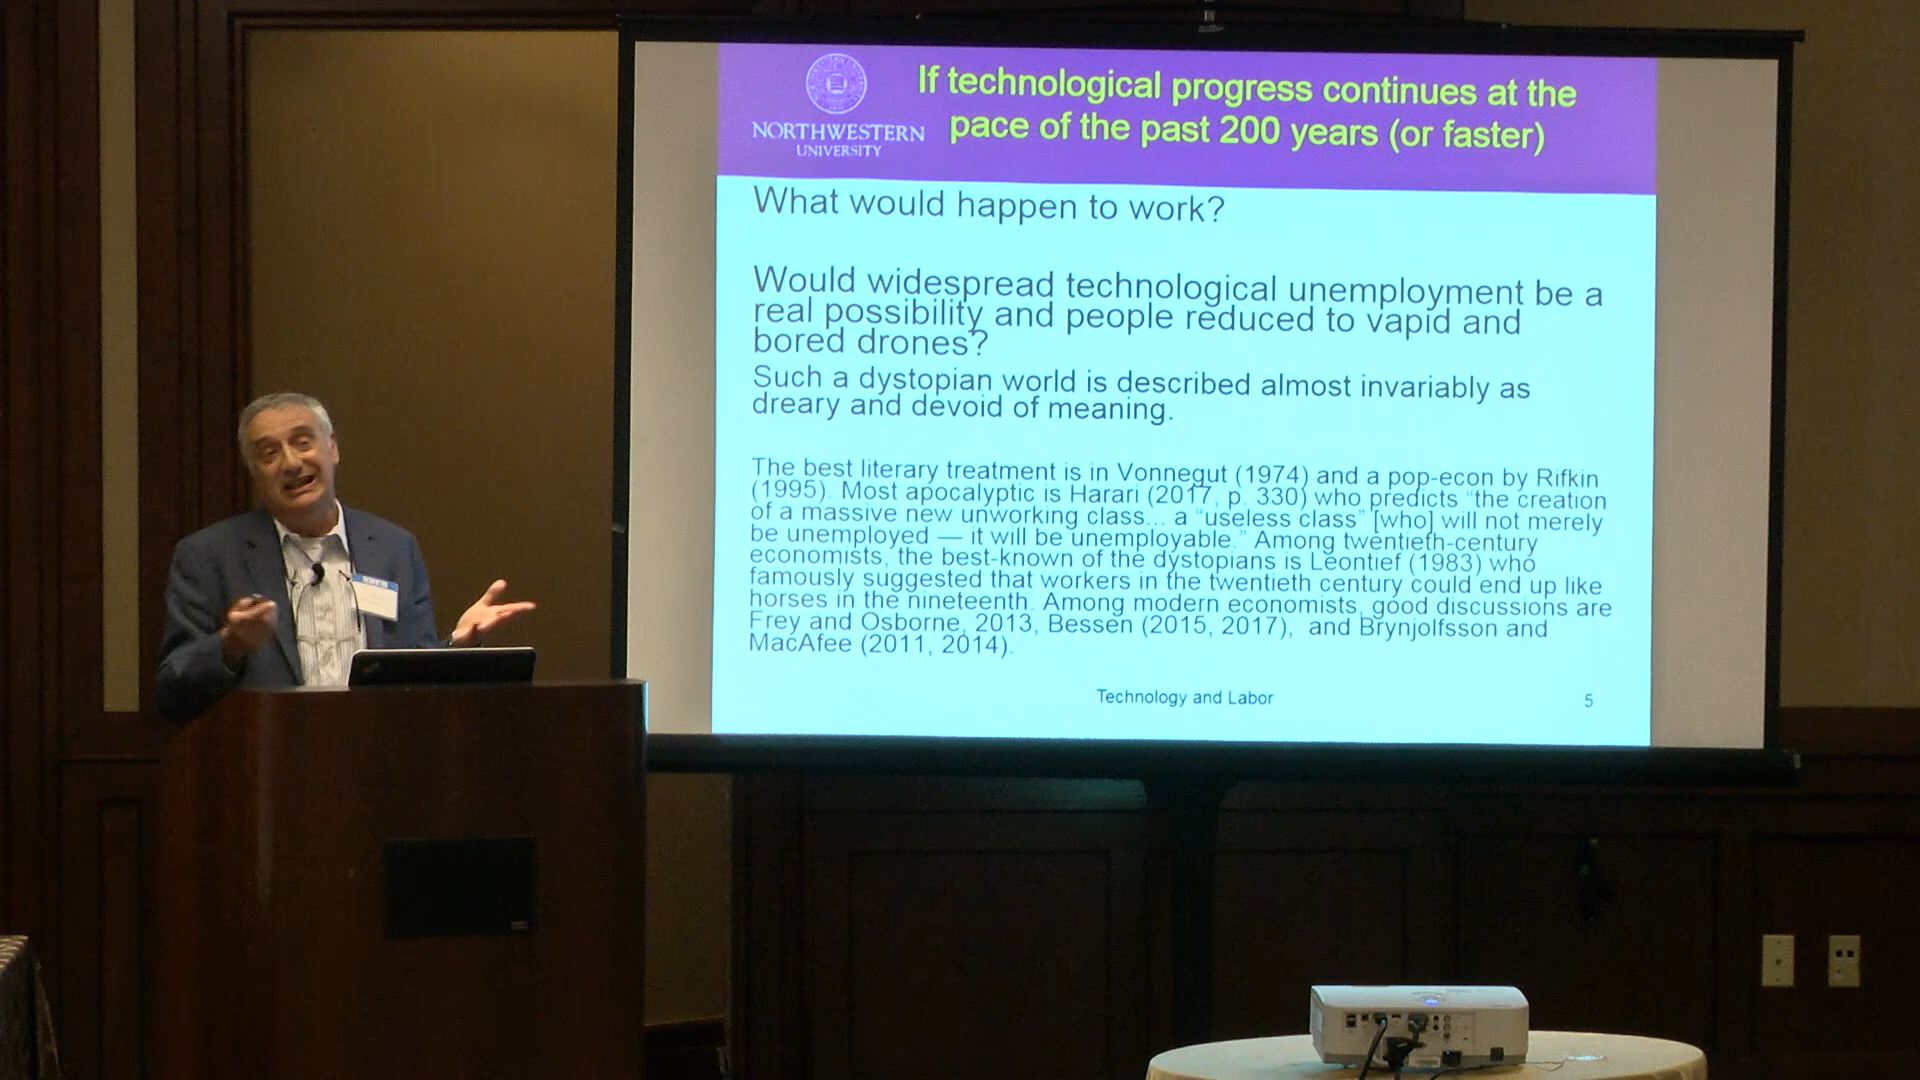 NORTHWESTERN
UNIVERSITY
If technological progress continues at the
pace of the past 200 years (or faster)
What would happen to work?
Would widespread technological unemployment be a
real possibility and people reduced to vapid and
bored drones?
Such a dystopian world is described almost invariably as
dreary and devoid of meaning.
The best literary treatment is in Vonnegut (1974) and a pop-econ by Rifkin
(1995). Most apocalyptic is Harari (2017, p. 330) who predicts "the creation
of a massive new unworking class... a "useless class" [who] will not merely
be unemployed — it will be unemployable." Among twentieth-century
economists, the best-known of the dystopians is Leontief (1983) who
famously suggested that workers in the twentieth century could end up like
horses in the nineteenth. Among modern economists, good discussions are
Frey and Osborne, 2013, Bessen (2015, 2017), and Brynjolfsson and
MacAfee (2011, 2014).
Technology and Labor
5